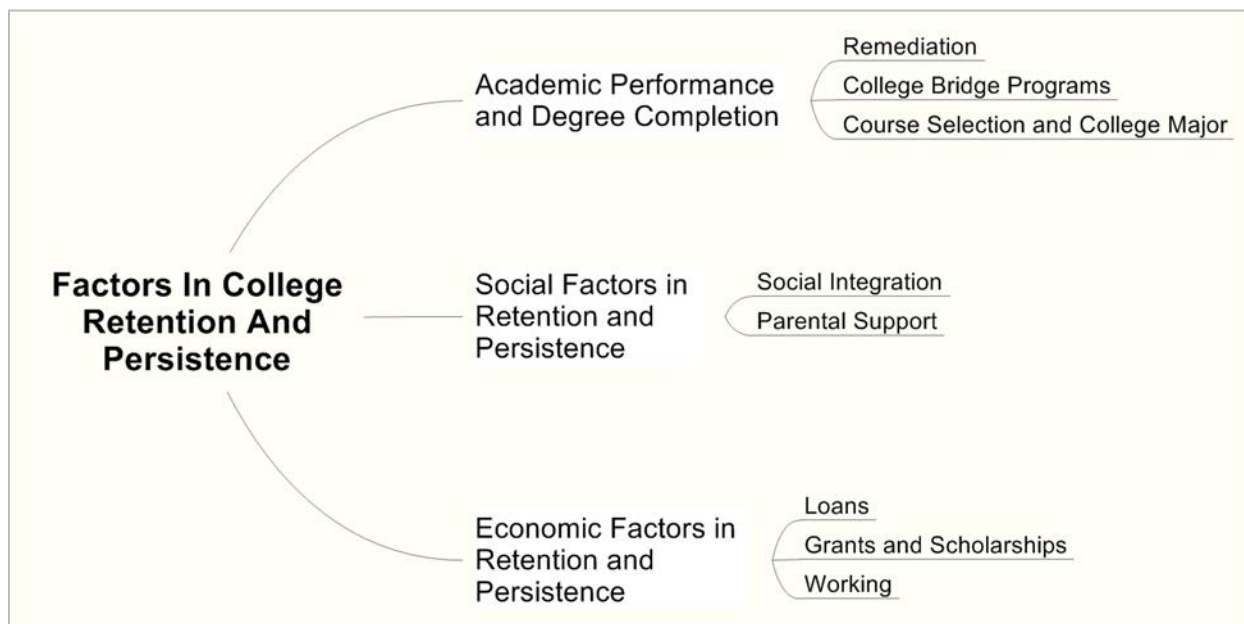 Factors In College
Retention And
Persistence
Academic Performance
and Degree Completion
Remediation
College Bridge Programs
Course Selection and College Major
Social Factors in
Retention and
Persistence
Social Integration
Parental Support
Economic Factors in
Retention and
Persistence
Loans
Grants and Scholarships
Working